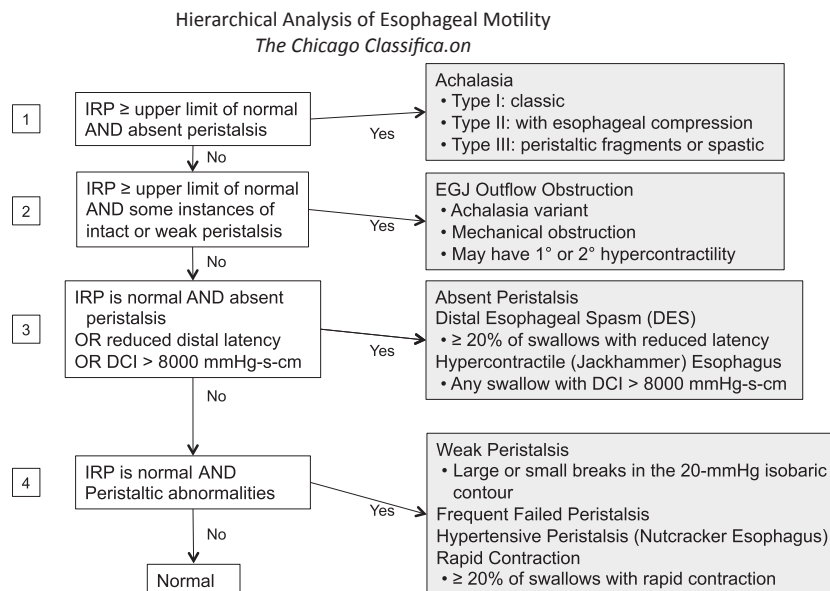 Hierarchical Analysis of Esophageal Motility
The Chicago Classifica.on
1
IRP ≥ upper limit of normal
AND absent peristalsis
Yes
Achalasia
• Type I: classic
• Type II: with esophageal compression
• Type III: peristaltic fragments or spastic
No
2
IRP ≥ upper limit of normal
AND some instances of
intact or weak peristalsis
Yes
EGJ Outflow Obstruction
• Achalasia variant
• Mechanical obstruction
• May have 1° or 2° hypercontractility
No
3
IRP is normal AND absent
peristalsis
OR reduced distal latency
OR DCI > 8000 mmHg-s-cm
Yes
Absent Peristalsis
Distal Esophageal Spasm (DES)
• ≥ 20% of swallows with reduced latency
Hypercontractile (Jackhammer) Esophagus
• Any swallow with DCI > 8000 mmHg-s-cm
No
4
IRP is normal AND
Peristaltic abnormalities
Yes
Weak Peristalsis
• Large or small breaks in the 20-mmHg isobaric
contour
Frequent Failed Peristalsis
Hypertensive Peristalsis (Nutcracker Esophagus)
Rapid Contraction
• ≥ 20% of swallows with rapid contraction
No
Normal